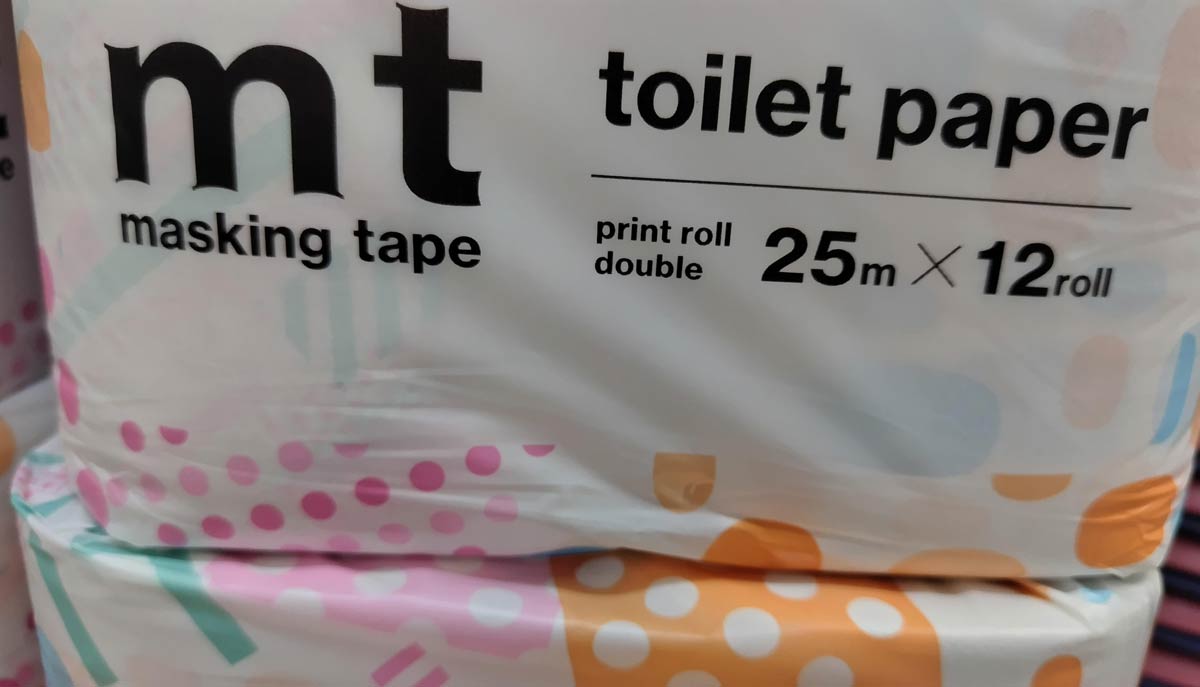 mt
masking tape
toilet paper
print roll
double
25m × 12roll